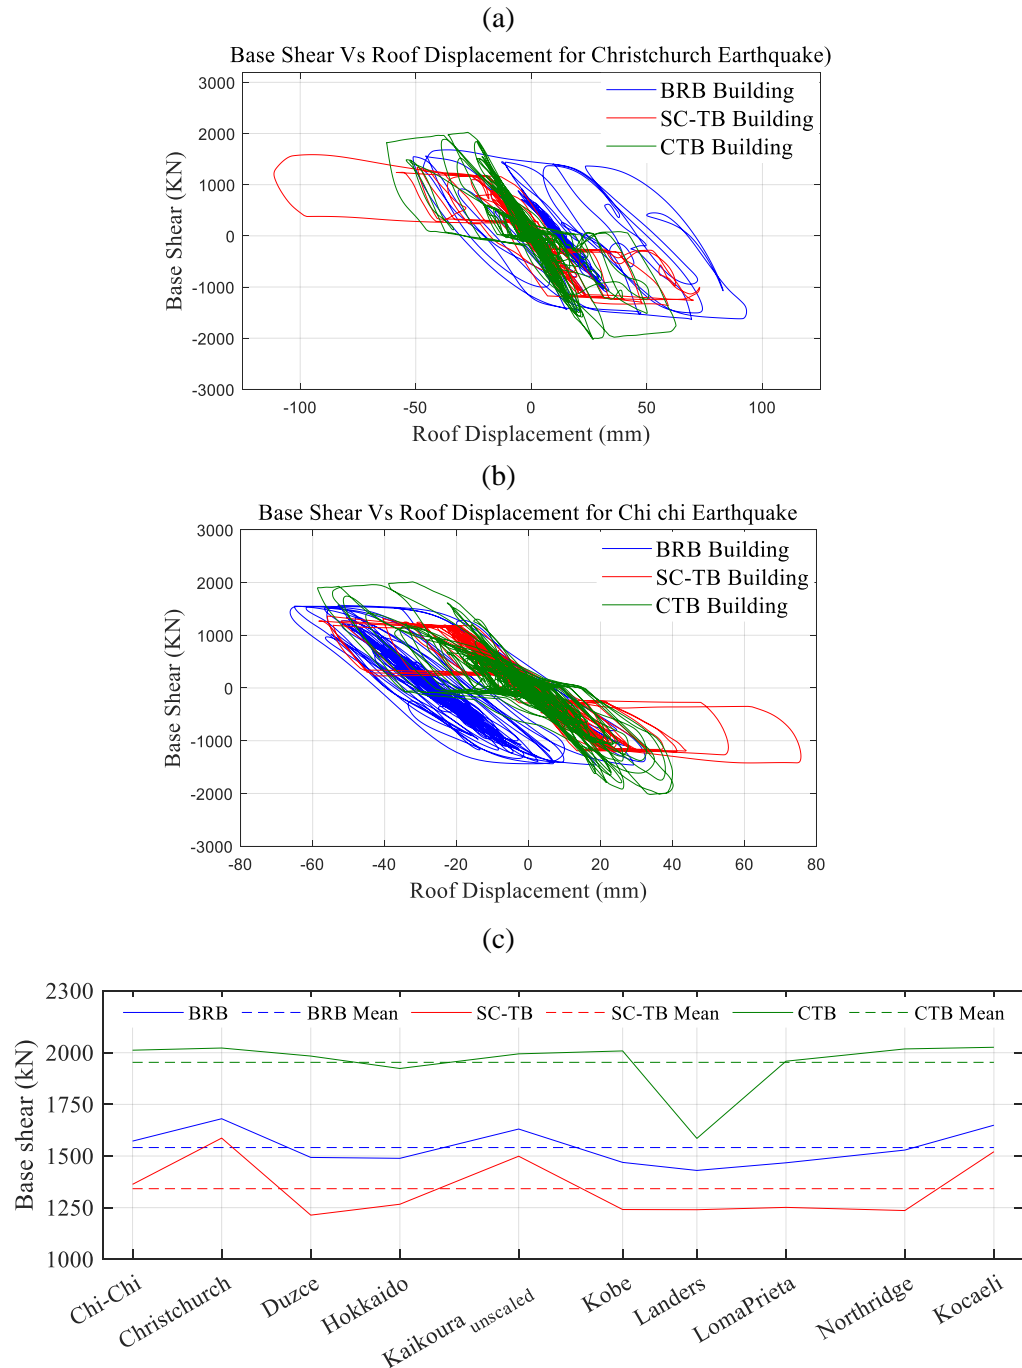 (a)
Base Shear Vs Roof Displacement for Christchurch Earthquake)
3000
2000
1000
0
-1000
-2000
-3000
Base Shear (KN)
BRB Building
SC-TB Building
CTB Building
-100 -50 0 50 100
Roof Displacement (mm)
(b)
Base Shear Vs Roof Displacement for Chi chi Earthquake
3000
2000
1000
0
-1000
-2000
-3000
Base Shear (KN)
BRB Building
SC-TB Building
CTB Building
-80 -60 -40 -20 0 20 40 60 80
Roof Displacement (mm)
(c)
2300
2000
1750
1500
1250
1000
Base shear (kN)
BRB BRB Mean SC-TB SC-TB Mean CTB CTB Mean
Chi-Chi
Christchurch
Duzce
Hokkaido
Kaikoura unscaled
Kobe
Landers
LomaPrieta
Northridge
Kocaeli